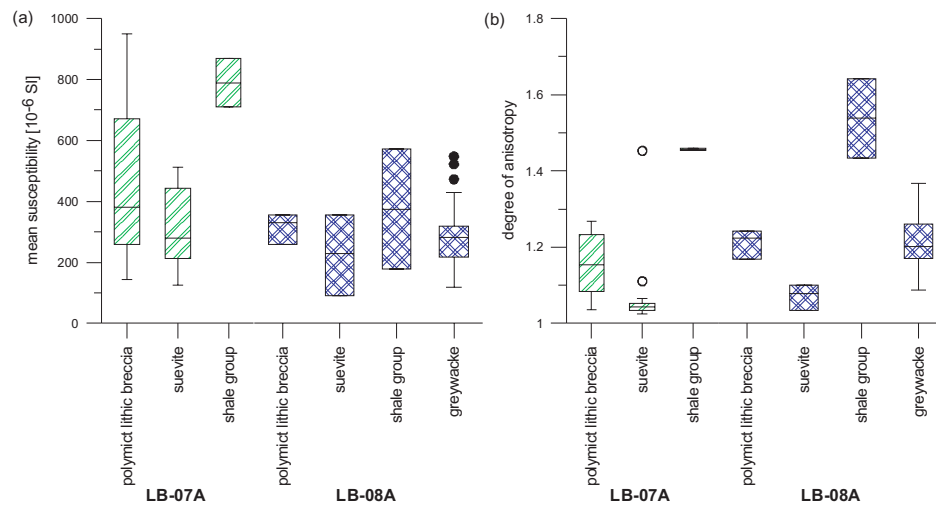 (a)
1000
800
600
400
200
0
mean susceptibility [10-6 SI]
polymict lithic breccia
suevite
shale group
polymict lithic breccia
suevite
shale group
greywacke
LB-07A
LB-08A
(b)
1.8
1.6
1.4
1.2
1
degree of anisotropy
polymict lithic breccia
suevite
shale group
polymict lithic breccia
suevite
shale group
greywacke
LB-07A
LB-08A